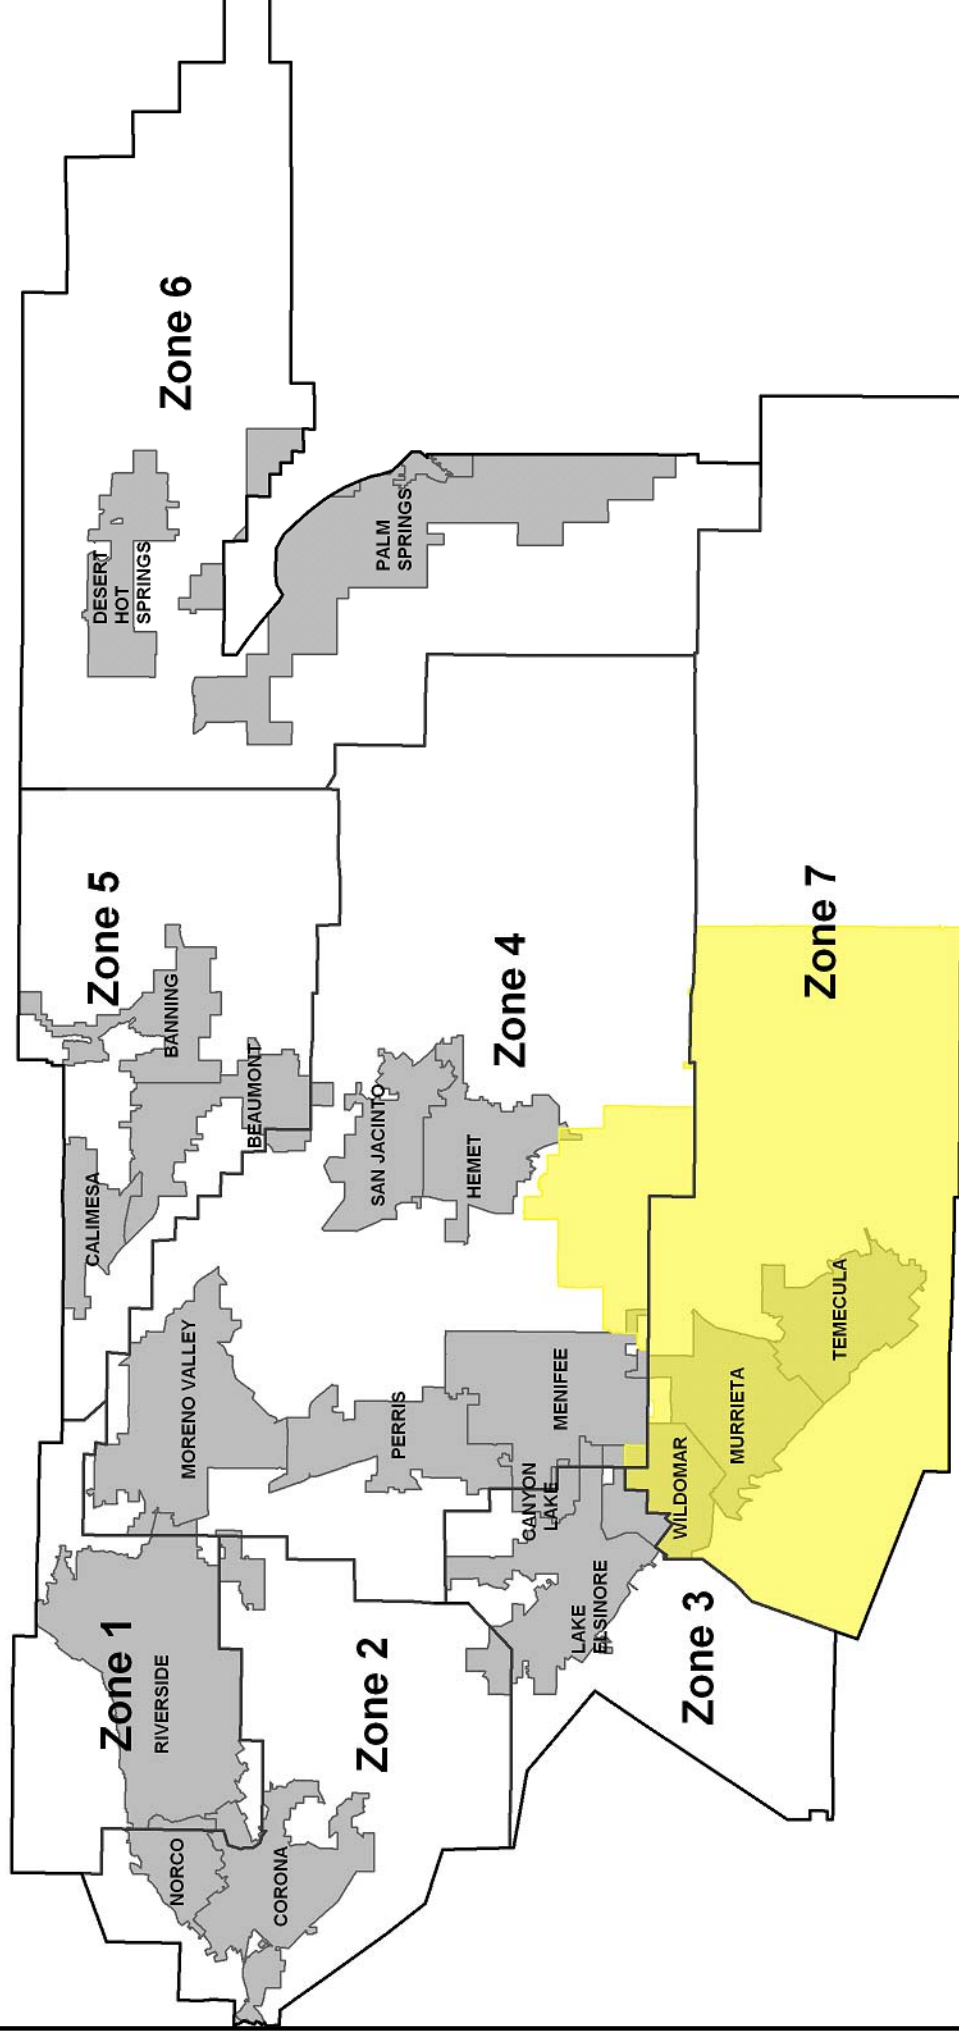 Zone 1
RIVERSIDE
NORCO
CORONA
Zone 2
MORENO VALLEY
PERRIS
CALIMESA
BEAUMONT
BANNING
Zone 5
DESERT
HOT
SPRINGS
Zone 6
PALM
SPRINGS
SAN JACINTO
HEMET
Zone 4
MENIFEE
CANYON
LAKE
LAKE
ELSINORE
Zone 3
WILDOMAR
MURRIETA
TEMECULA
Zone 7